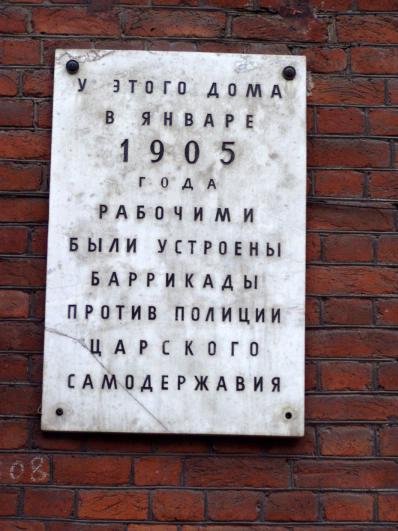 У ЭТОГО ДОМА
В ЯНВАРЕ
1905
ГОДА
РАБОЧИМИ
БЫЛИ УСТРОЕНЫ
БАРРИКАДЫ
ПРОТИВ ПОЛИЦИИ
ЦАРСКОГО
САМОДЕРЖАВИЯ